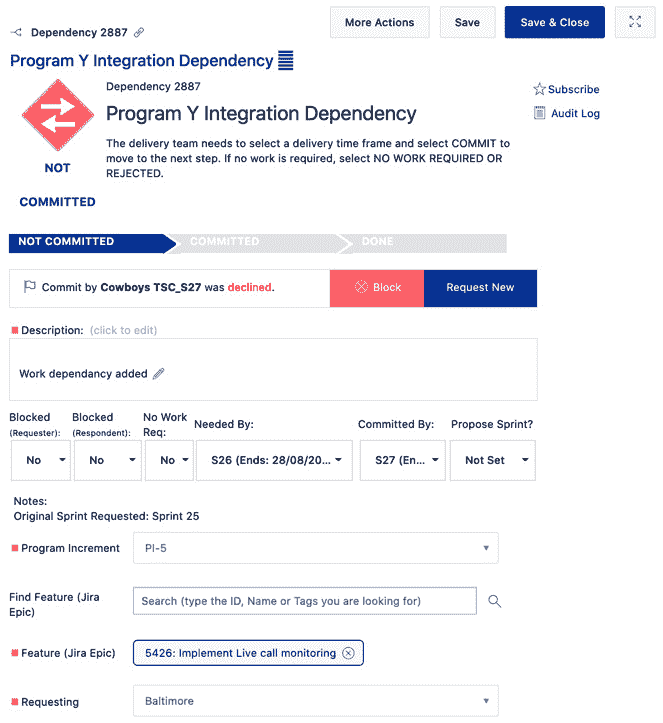 Dependency 2887
More Actions
Save
Save & Close
Program Y Integration Dependency
Dependency 2887
Program Y Integration Dependency
Subscribe
Audit Log
The delivery team needs to select a delivery time frame and select COMMIT to
move to the next step. If no work is required, select NO WORK REQUIRED OR
REJECTED.
NOT
COMMITTED
NOT COMMITTED
COMMITTED
DONE
Commit by Cowboys TSC_S27 was declined.
Block
Request New
Description: (click to edit)
Work dependancy added
Blocked
(Requester):
Blocked
(Respondent):
No Work
Req:
Needed By:
Committed By:
Propose Sprint?
No
No
No
S26 (Ends: 28/08/20...
S27 (En...
Not Set
Notes:
Original Sprint Requested: Sprint 25
Program Increment
PI-5
Find Feature (Jira
Epic)
Search (type the ID, Name or Tags you are looking for)
Feature (Jira Epic)
5426: Implement Live call monitoring
Requesting
Baltimore